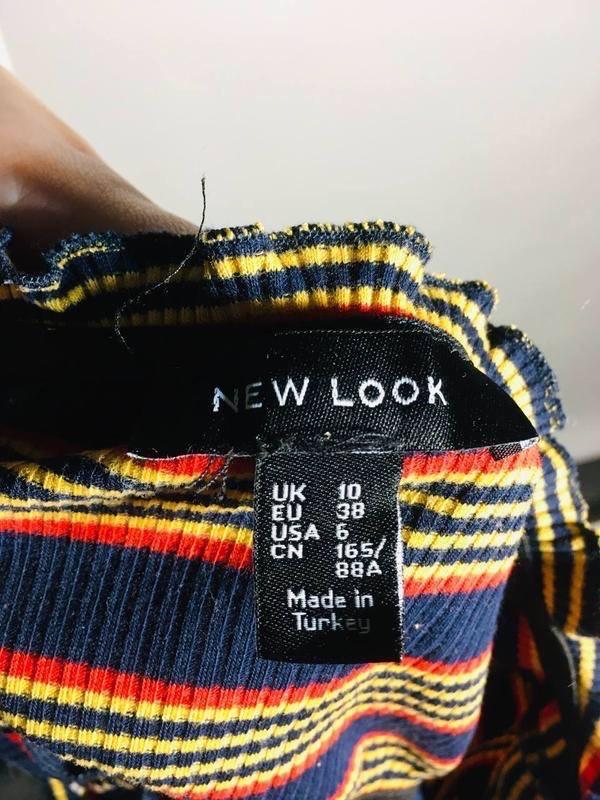 NEW LOOK
UK 10
EU 38
USA 6
CN 165/
88A
Made in
Turkey